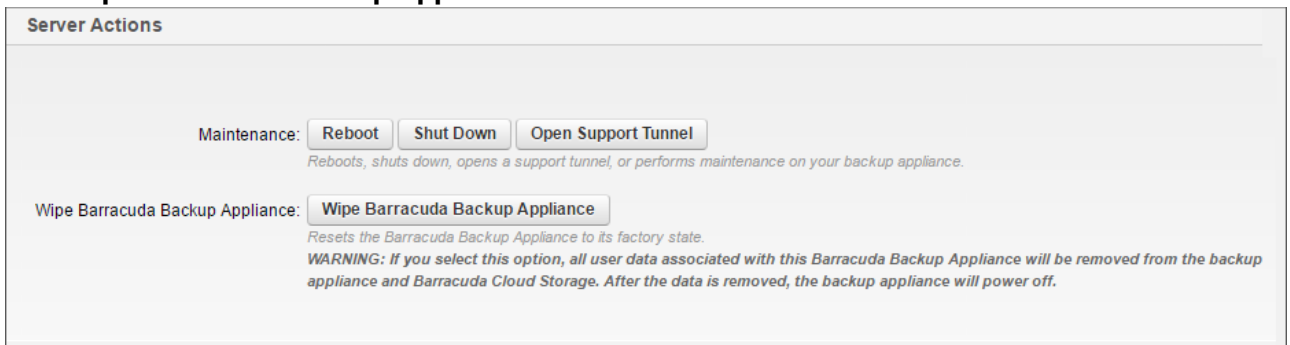 Server Actions
Maintenance: Reboot Shut Down Open Support Tunnel
Reboots, shuts down, opens a support tunnel, or performs maintenance on your backup appliance.
Wipe Barracuda Backup Appliance: Wipe Barracuda Backup Appliance
Resets the Barracuda Backup Appliance to its factory state.
WARNING: If you select this option, all user data associated with this Barracuda Backup Appliance will be removed from the backup
appliance and Barracuda Cloud Storage. After the data is removed, the backup appliance will power off.